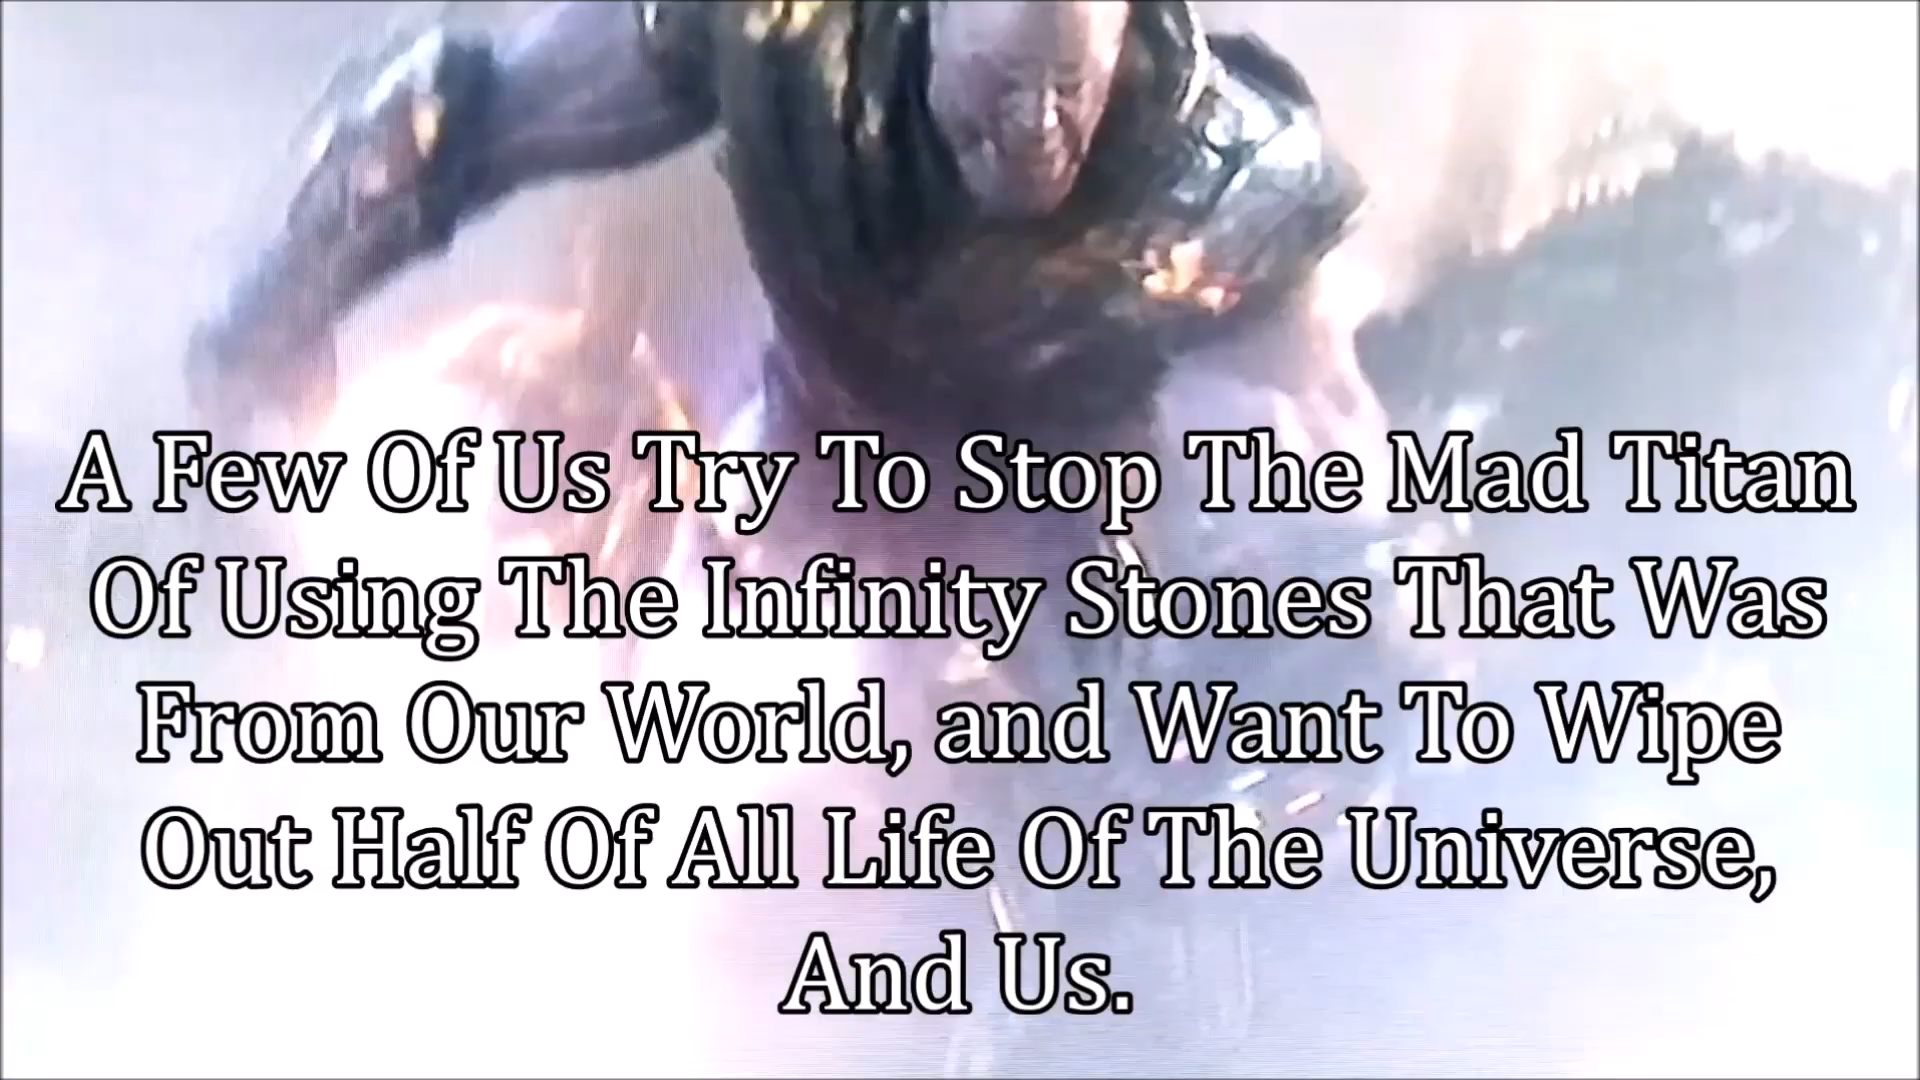 A Few Of Us Try To Stop The Mad Titan
Of Using The Infinity Stones That Was
From Our World, and Want To Wipe
Out Half Of All Life Of The Universe,
And Us.